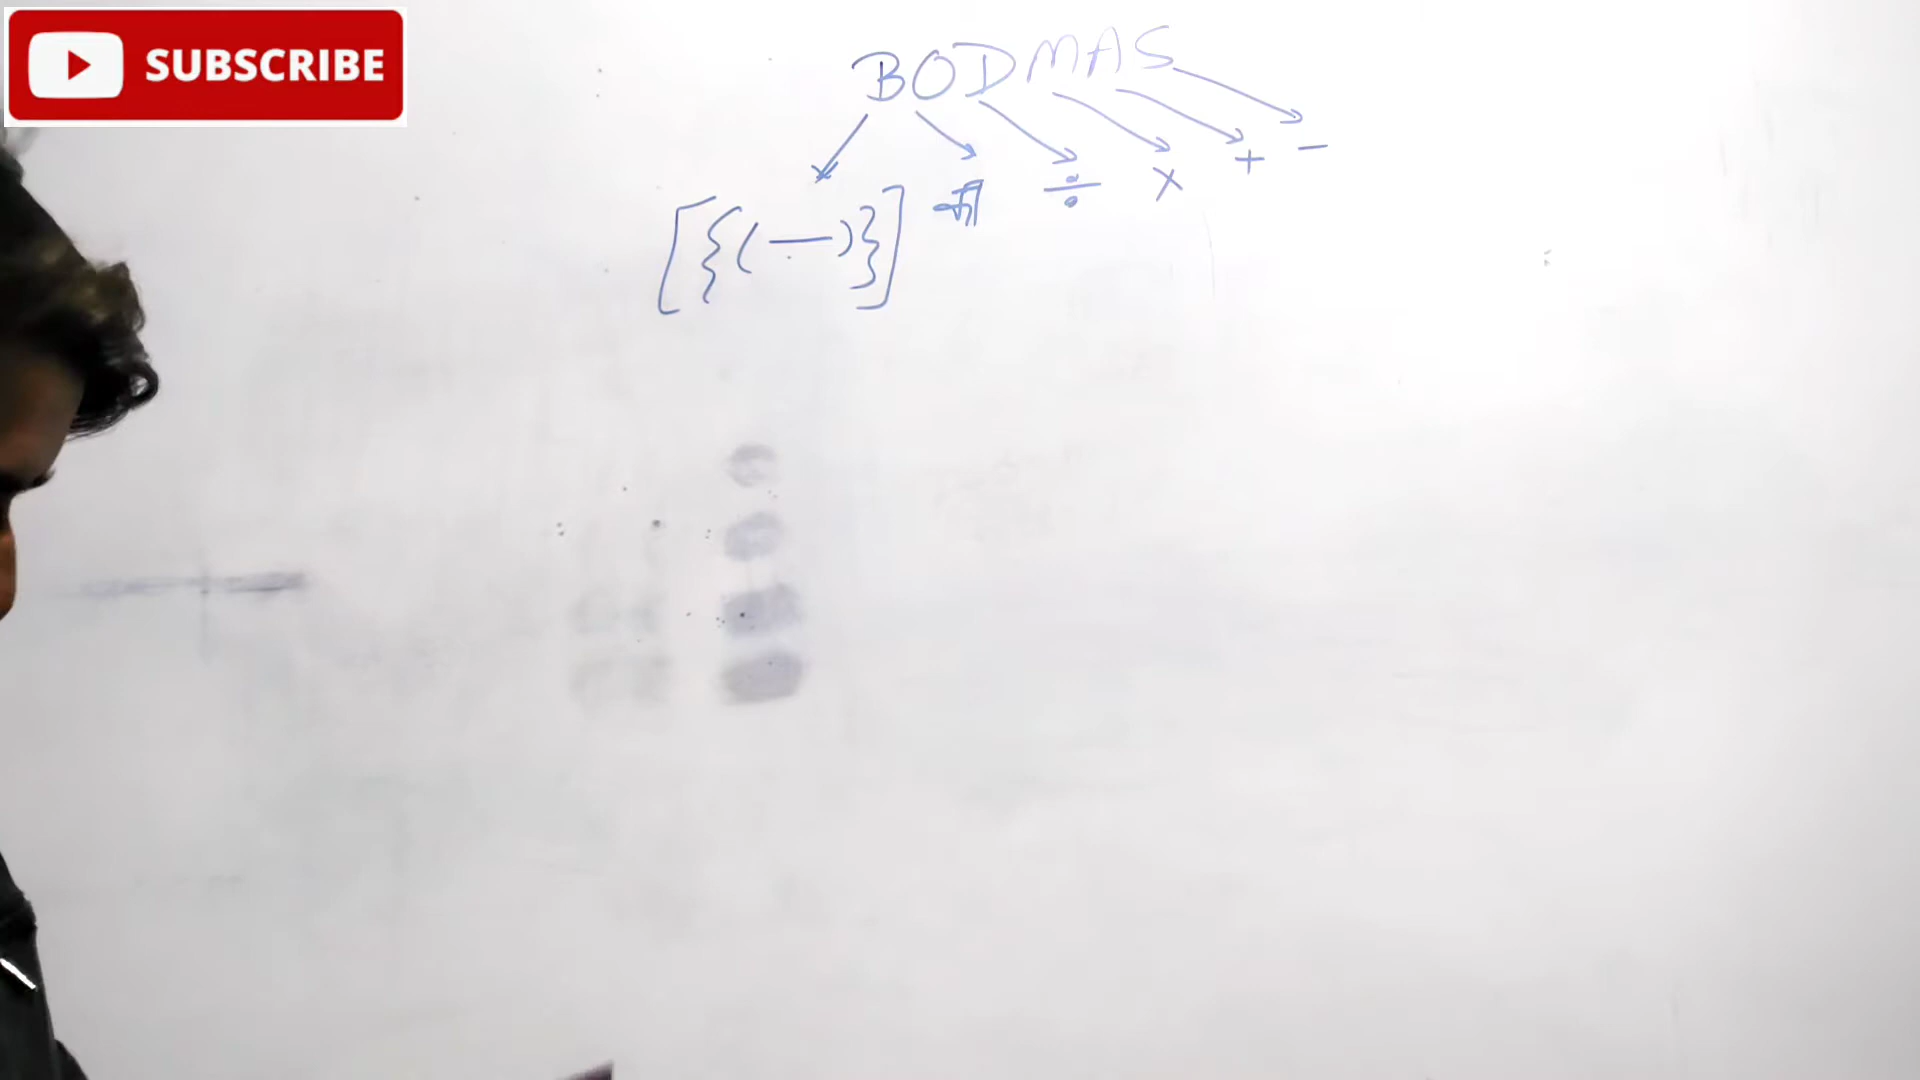 SUBSCRIBE
BODMAS
[{(—)}] का ÷ × + −